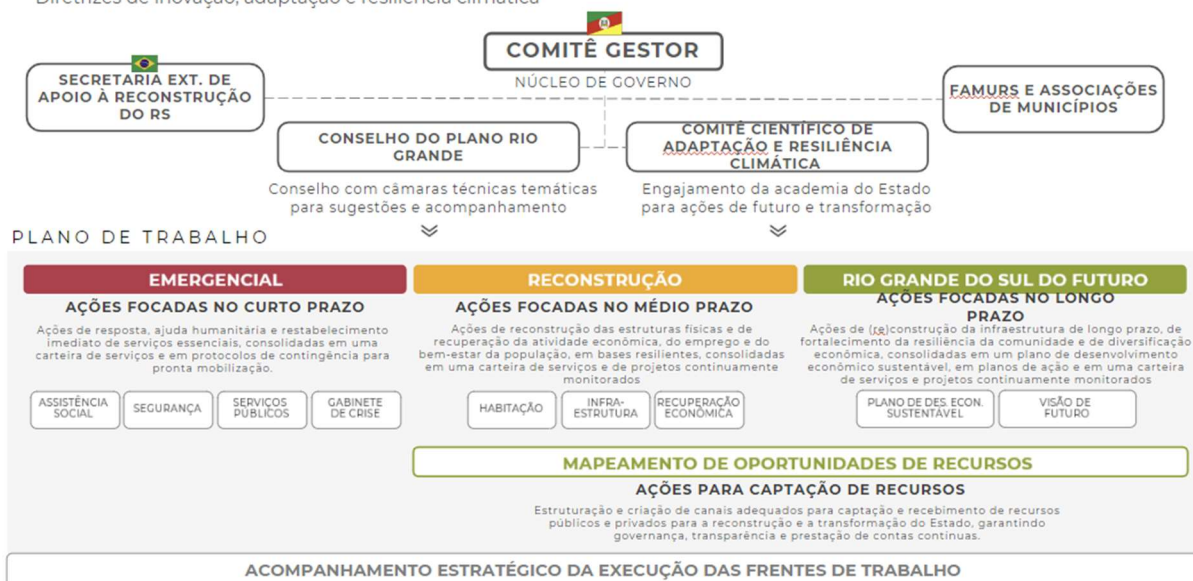 Diretrizes de inovação, adaptação e resiliência climática
COMITÊ GESTOR
NÚCLEO DE GOVERNO
SECRETARIA EXT. DE
APOIO À RECONSTRUÇÃO
DO RS
FAMURS E ASSOCIAÇÕES
DE MUNICÍPIOS
CONSELHO DO PLANO RIO
GRANDE
COMITÊ CIENTÍFICO DE
ADAPTAÇÃO E RESILIÊNCIA
CLIMÁTICA
Conselho com câmaras técnicas temáticas
para sugestões e acompanhamento
Engajamento da academia do Estado
para ações de futuro e transformação
PLANO DE TRABALHO
EMERGENCIAL
AÇÕES FOCADAS NO CURTO PRAZO
Ações de resposta, ajuda humanitária e restabelecimento
imediato de serviços essenciais, consolidadas em uma
carteira de serviços e em protocolos de contingência para
pronta mobilização.
ASSISTÊNCIA
SOCIAL
SEGURANÇA
SERVIÇOS
PÚBLICOS
GABINETE
DE CRISE
RECONSTRUÇÃO
AÇÕES FOCADAS NO MÉDIO PRAZO
Ações de reconstrução das estruturas físicas e de
recuperação da atividade econômica, do emprego e do
bem-estar da população, em bases resilientes, consolidadas
em uma carteira de serviços e de projetos continuamente
monitorados
HABITAÇÃO
INFRA-
ESTRUTURA
RECUPERAÇÃO
ECONÔMICA
RIO GRANDE DO SUL DO FUTURO
AÇÕES FOCADAS NO LONGO
PRAZO
Ações de (re)construção da infraestrutura de longo prazo, de
fortalecimento da resiliência da comunidade e de diversificação
econômica, consolidadas em um plano de desenvolvimento
econômico sustentável, em planos de ação e em uma carteira
de serviços e projetos continuamente monitorados
PLANO DE DES. ECON.
SUSTENTÁVEL
VISÃO DE
FUTURO
MAPEAMENTO DE OPORTUNIDADES DE RECURSOS
AÇÕES PARA CAPTAÇÃO DE RECURSOS
Estruturação e criação de canais adequados para captação e recebimento de recursos
públicos e privados para a reconstrução e a transformação do Estado, garantindo
governança, transparência e prestação de contas contínuas.
ACOMPANHAMENTO ESTRATÉGICO DA EXECUÇÃO DAS FRENTES DE TRABALHO